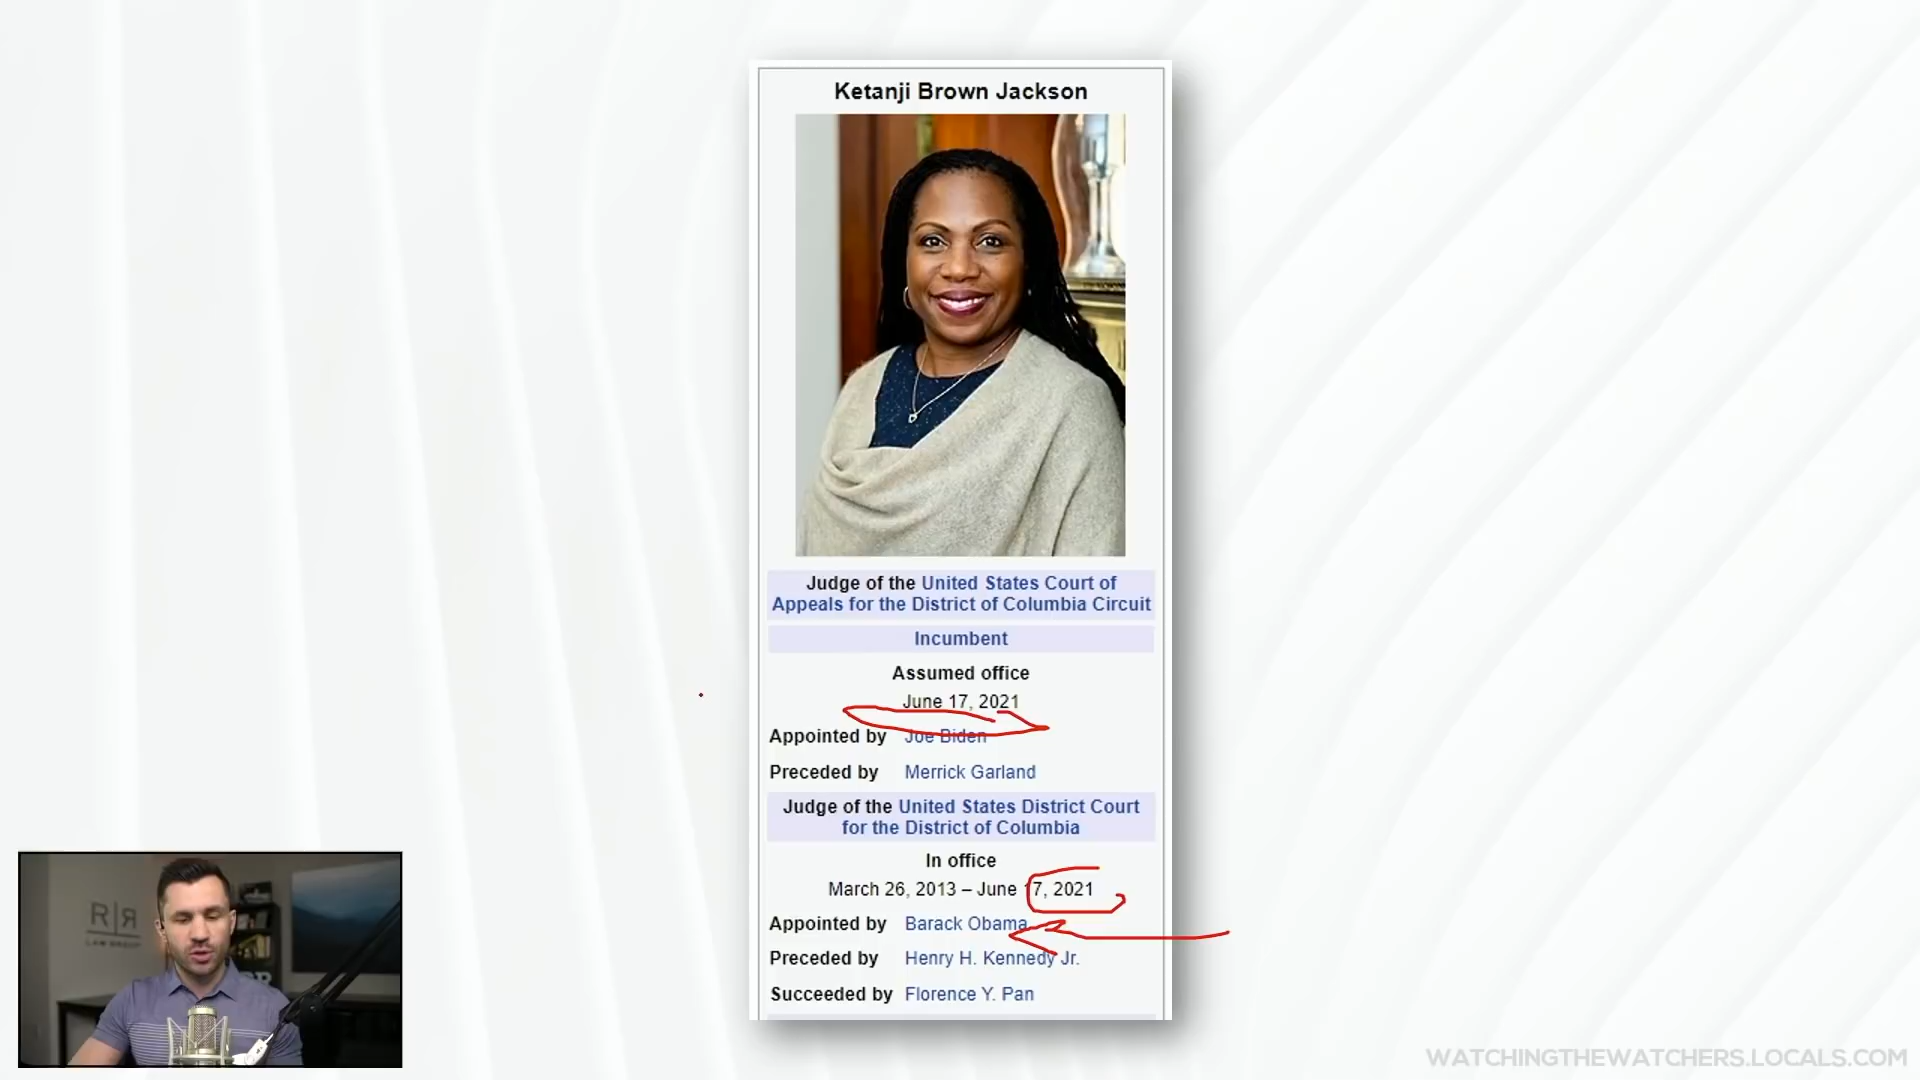 Ketanji Brown Jackson
Judge of the United States Court of
Appeals for the District of Columbia Circuit
Incumbent
Assumed office
June 17, 2021
Appointed by Joe Biden
Preceded by Merrick Garland
Judge of the United States District Court
for the District of Columbia
In office
March 26, 2013 – June 17, 2021
Appointed by Barack Obama
Preceded by Henry H. Kennedy Jr.
Succeeded by Florence Y. Pan
R|R
LAW GROUP
WATCHINGTHEWATCHERS.LOCALS.COM